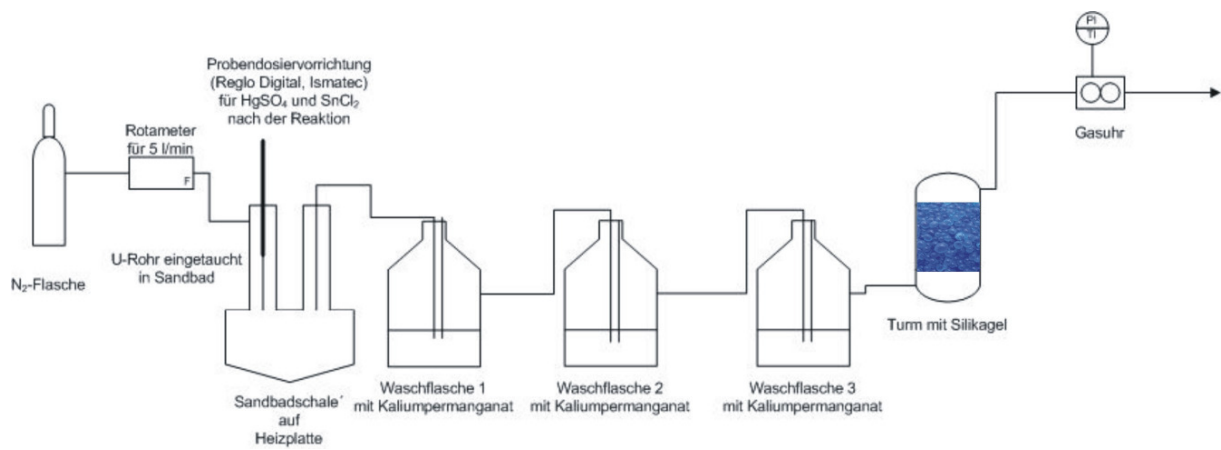 PI
TI
Probendosiervorrichtung
(Reglo Digital, Ismatec)
für HgSO₄ und SnCl₂
nach der Reaktion
Rotameter
für 5 l/min
F
Gasuhr
U-Rohr eingetaucht
in Sandbad
N₂-Flasche
Turm mit Silikagel
Waschflasche 1
mit Kaliumpermanganat
Waschflasche 2
mit Kaliumpermanganat
Waschflasche 3
mit Kaliumpermanganat
Sandbadschale´
auf
Heizplatte